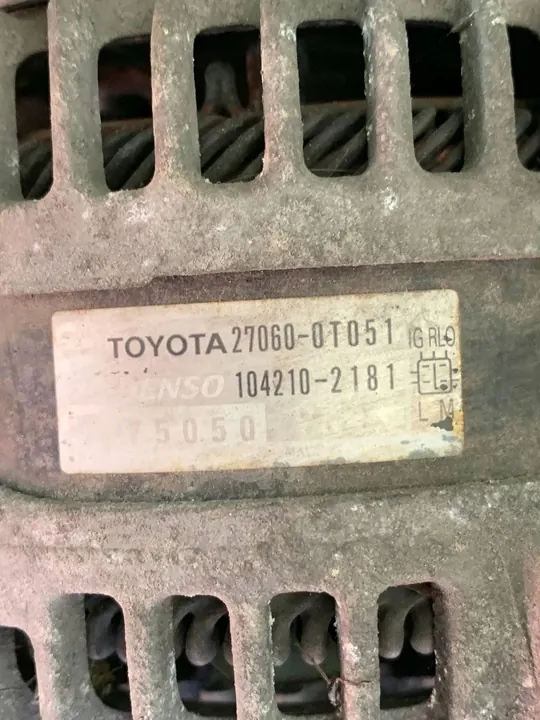 TOYOTA 27060-0T051 IG RLO
DENSO 104210-2181
75050 L M